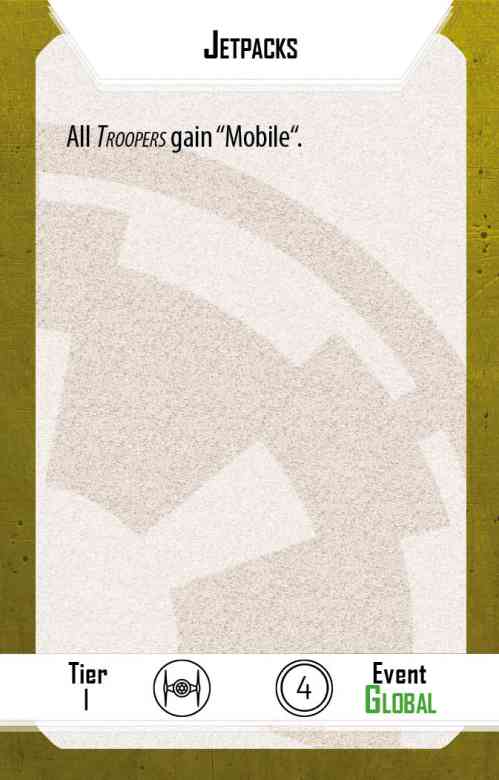 Jetpacks
All Troopers gain “Mobile“.
Tier
I
4
Event
Global